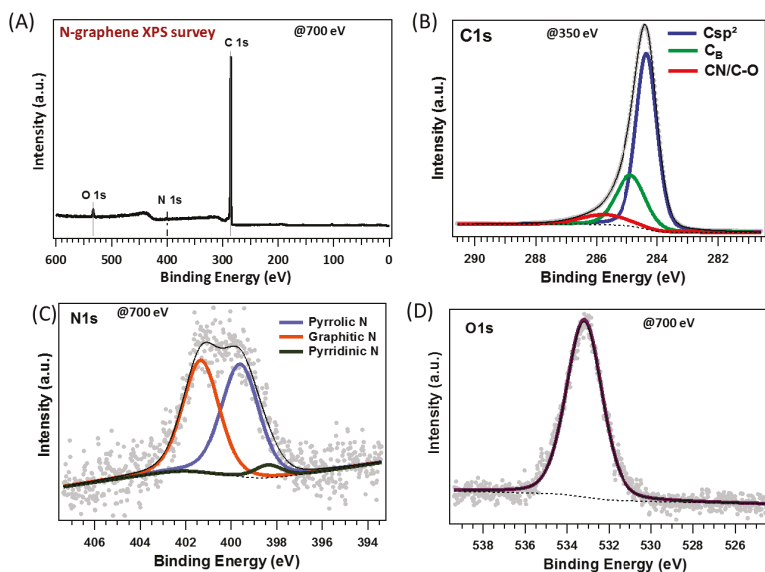 (A)
N-graphene XPS survey
@700 eV
C 1s
O 1s
N 1s
Intensity (a.u.)
600 500 400 300 200 100 0
Binding Energy (eV)
(B)
C1s
@350 eV
Csp²
C_B
CN/C-O
Intensity (a.u.)
290 288 286 284 282
Binding Energy (eV)
(C)
N1s
@700 eV
Pyrrolic N
Graphitic N
Pyrridinic N
Intensity (a.u.)
406 404 402 400 398 396 394
Binding Energy (eV)
(D)
O1s
@700 eV
Intensity (a.u.)
538 536 533 530 528 526
Binding Energy (eV)